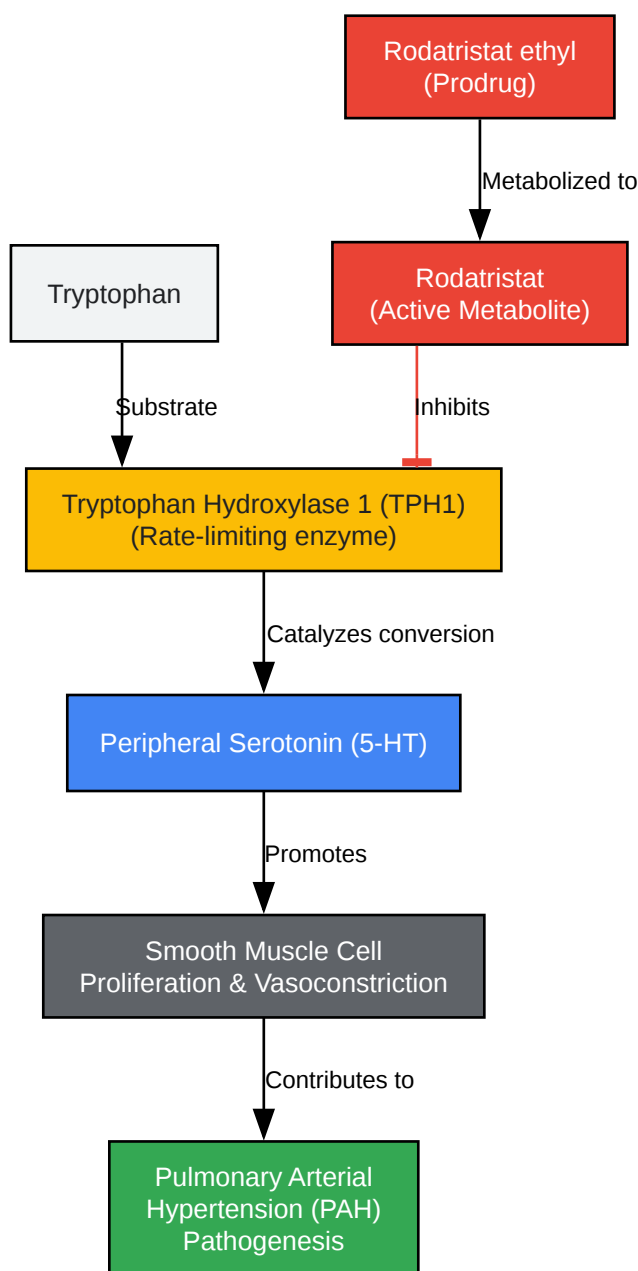 Rodatristat ethyl
(Prodrug)
Metabolized to
Tryptophan
Rodatristat
(Active Metabolite)
Substrate
Inhibits
Tryptophan Hydroxylase 1 (TPH1)
(Rate-limiting enzyme)
Catalyzes conversion
Peripheral Serotonin (5-HT)
Promotes
Smooth Muscle Cell
Proliferation & Vasoconstriction
Contributes to
Pulmonary Arterial
Hypertension (PAH)
Pathogenesis